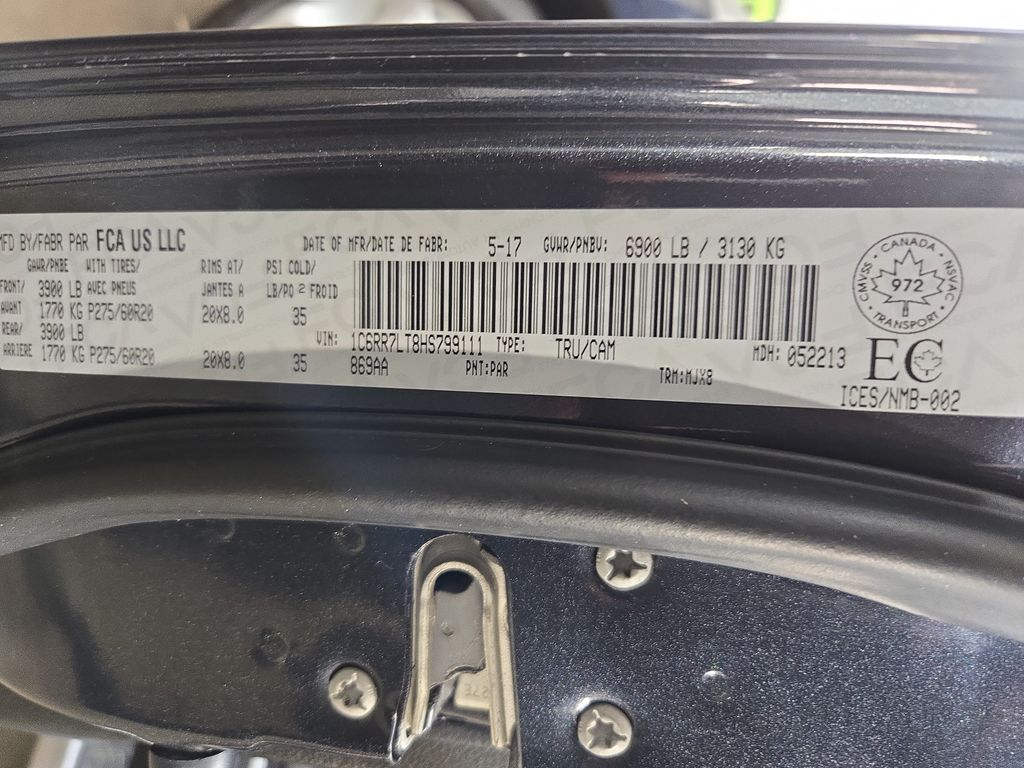 MFD BY/FABR PAR FCA US LLC DATE OF MFR/DATE DE FABR: 5-17 GVWR/PNBV: 6900 LB / 3130 KG
GAWR/PNBE WITH TIRES/ RIMS AT/ PSI COLD/
FRONT/ 3900 LB AVEC PNEUS JANTES A LB/PO 2 FROID
AVANT 1770 KG P275/60R20 20X8.0 35
REAR/ 3900 LB
ARRIERE 1770 KG P275/60R20 20X8.0 35
VIN: 1C6RR7LT8HS799111 TYPE: TRU/CAM MDH: 052213
869AA PNT:PAR TRM:MJX8
CANADA
CMVSS 972 NSVAC
TRANSPORT
EC
ICES/NMB-002